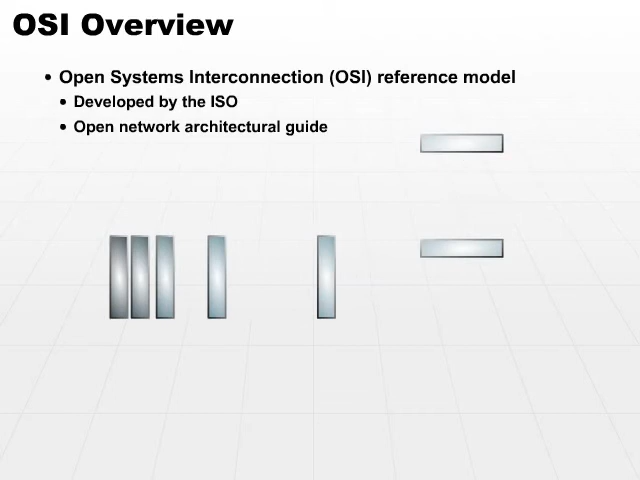 OSI Overview
• Open Systems Interconnection (OSI) reference model
• Developed by the ISO
• Open network architectural guide